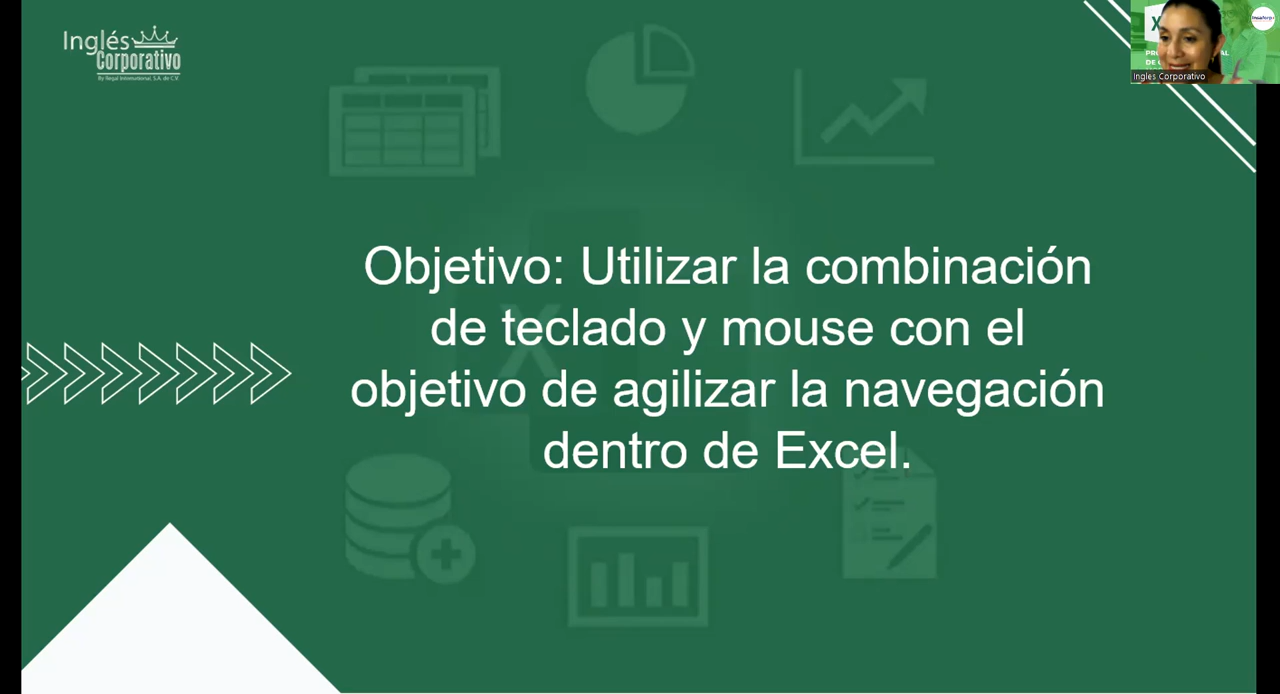 Inglés
Corporativo
By Regal International, S.A. de C.V.
X
Ingles Corporativo
Objetivo: Utilizar la combinación
de teclado y mouse con el
objetivo de agilizar la navegación
dentro de Excel.
X